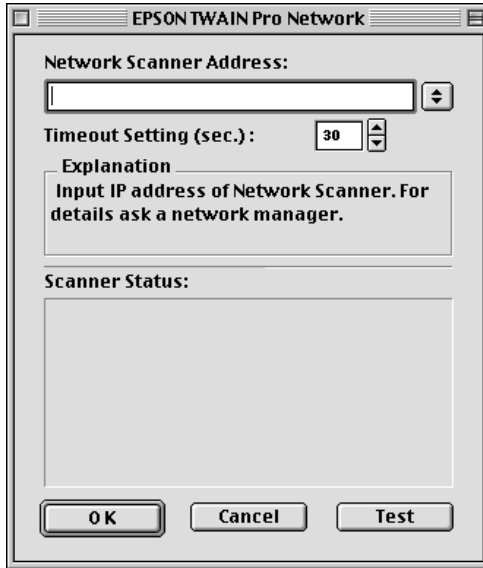 EPSON TWAIN Pro Network
Network Scanner Address:
Timeout Setting (sec.) : 30
Explanation
Input IP address of Network Scanner. For
details ask a network manager.
Scanner Status:
OK Cancel Test